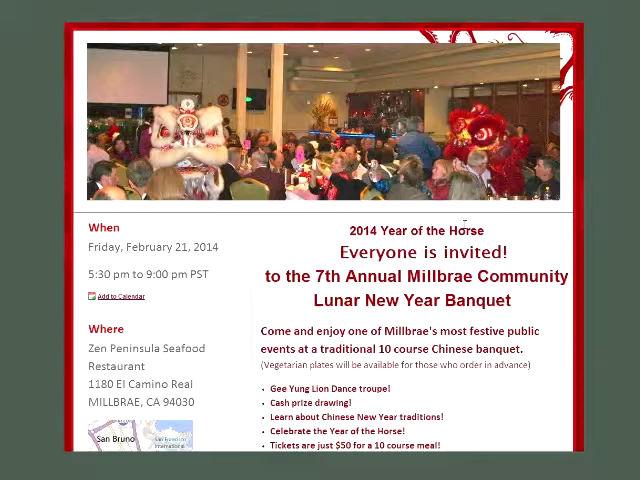 When
Friday, February 21, 2014
5:30 pm to 9:00 pm PST
Add to Calendar
Where
Zen Peninsula Seafood
Restaurant
1180 El Camino Real
MILLBRAE, CA 94030
San Bruno
San Francisco
International
2014 Year of the Horse
Everyone is invited!
to the 7th Annual Millbrae Community
Lunar New Year Banquet
Come and enjoy one of Millbrae's most festive public
events at a traditional 10 course Chinese banquet.
(Vegetarian plates will be available for those who order in advance)
• Gee Yung Lion Dance troupe!
• Cash prize drawing!
• Learn about Chinese New Year traditions!
• Celebrate the Year of the Horse!
• Tickets are just $50 for a 10 course meal!